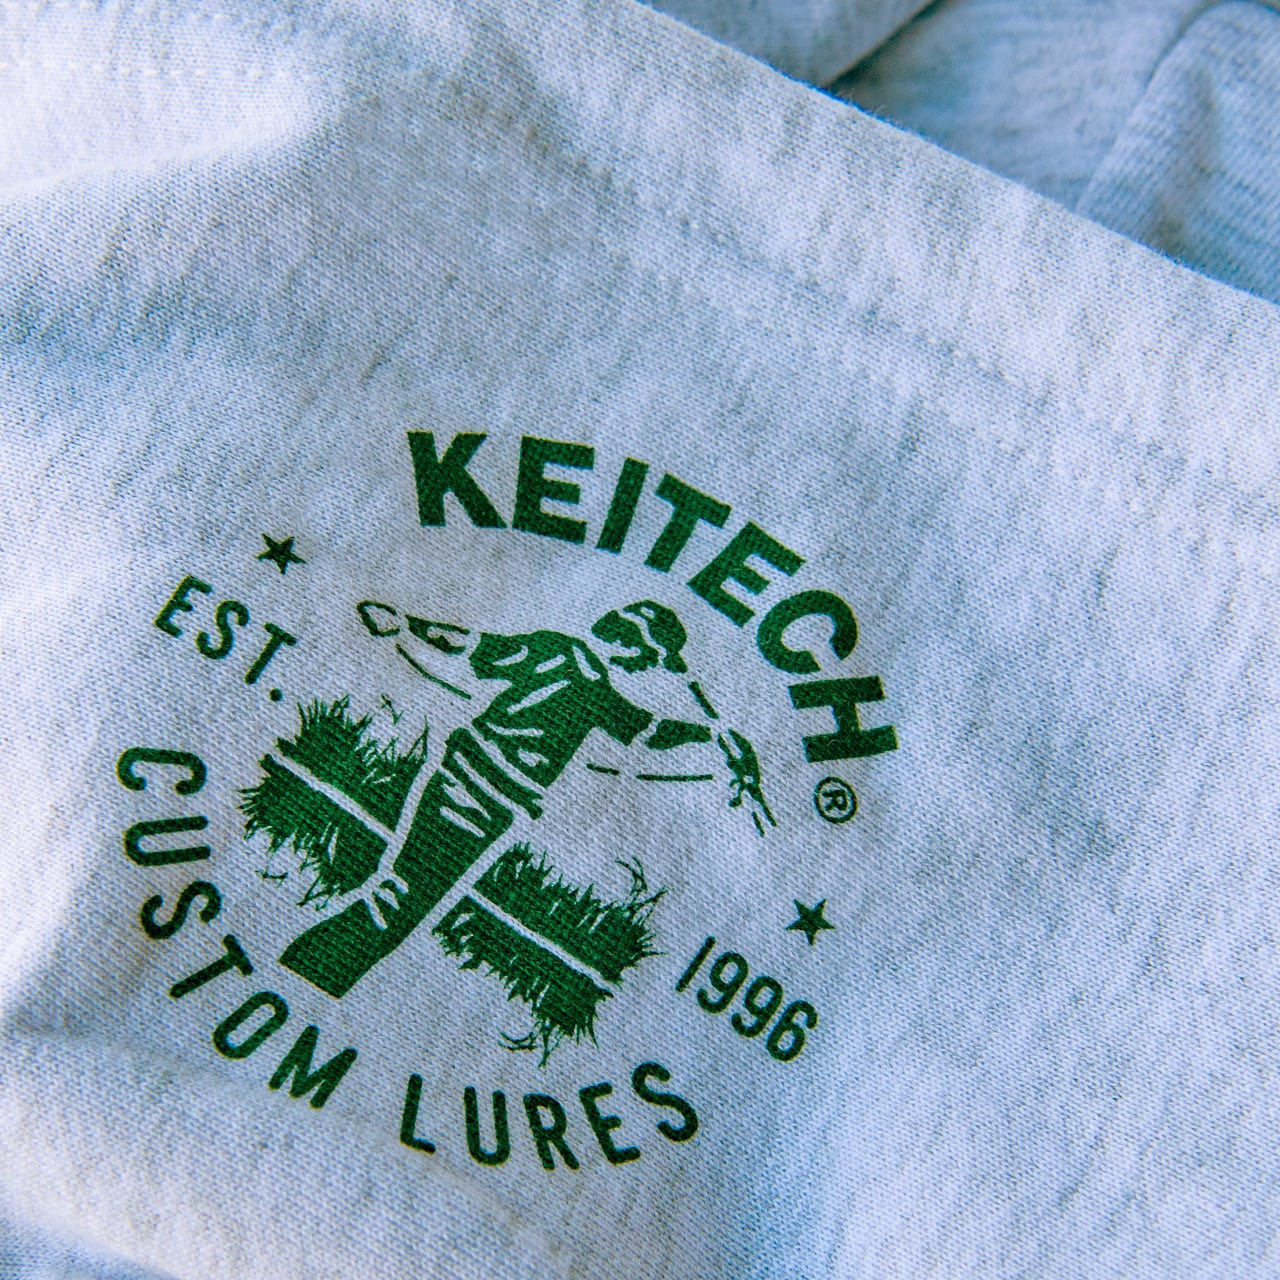 KEITECH®
EST. 1996
CUSTOM LURES